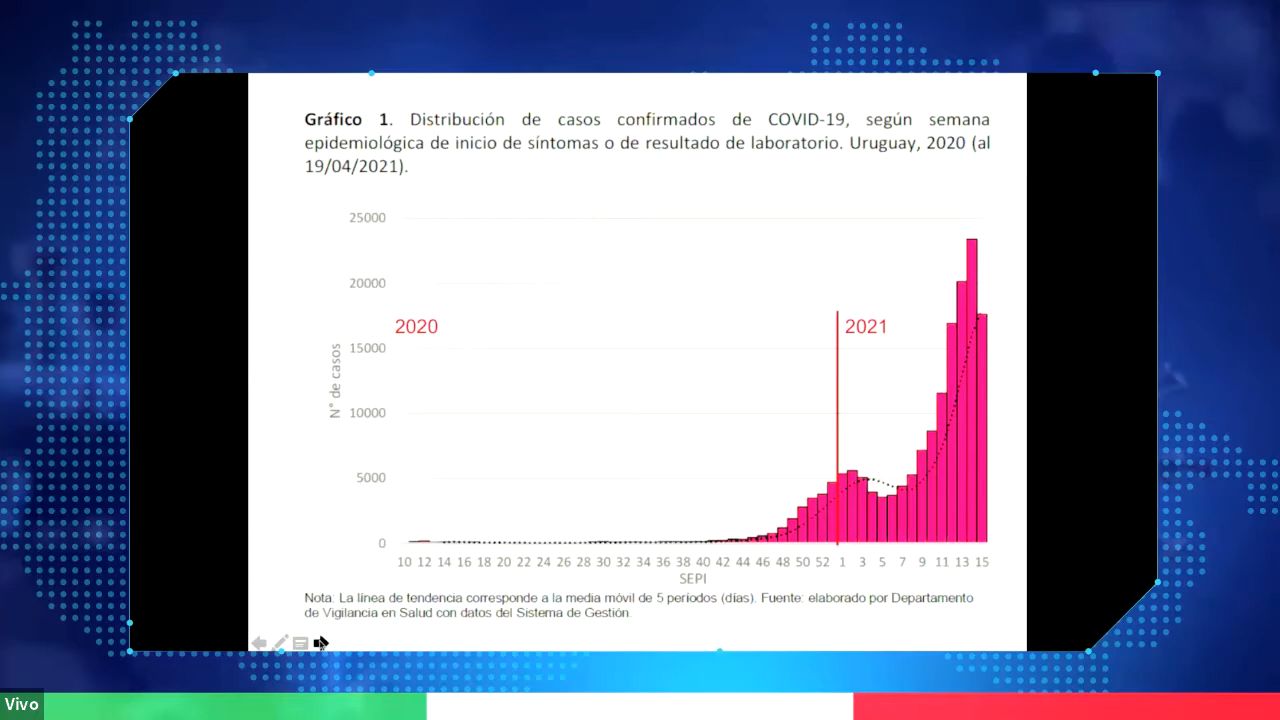 Gráfico 1. Distribución de casos confirmados de COVID-19, según semana
epidemiológica de inicio de síntomas o de resultado de laboratorio. Uruguay, 2020 (al
19/04/2021).
25000
20000
2020
2021
15000
N° de casos
10000
5000
0
10 12 14 16 18 20 22 24 26 28 30 32 34 36 38 40 42 44 46 48 50 52 1 3 5 7 9 11 13 15
SEPI
Nota: La línea de tendencia corresponde a la media móvil de 5 períodos (días). Fuente: elaborado por Departamento
de Vigilancia en Salud con datos del Sistema de Gestión.
Vivo